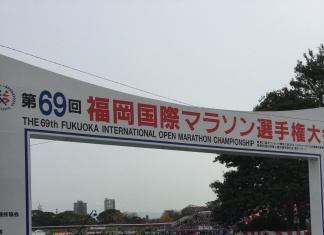 第69回 福岡国際マラソン選手権大会
THE 69th FUKUOKA INTERNATIONAL OPEN MARATHON CHAMPIONSHIP